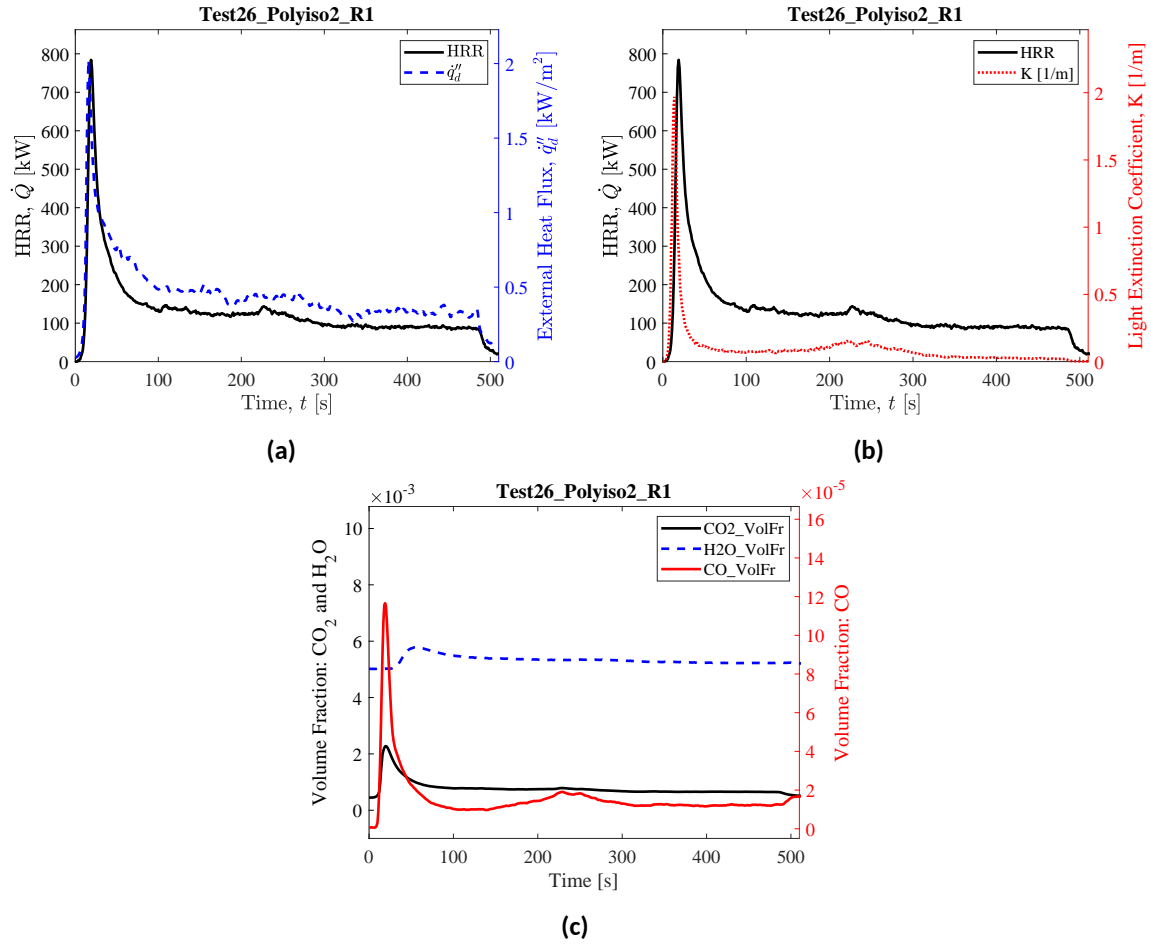 Test26_Polyiso2_R1
HRR
q̇″d
HRR, Q̇ [kW]
800
700
600
500
400
300
200
100
0
0 100 200 300 400 500
Time, t [s]
External Heat Flux, q̇″d [kW/m²]
2
1.5
1
0.5
0
(a)
Test26_Polyiso2_R1
HRR
K [1/m]
HRR, Q̇ [kW]
800
700
600
500
400
300
200
100
0
0 100 200 300 400 500
Time, t [s]
Light Extinction Coefficient, K [1/m]
2
1.5
1
0.5
0
(b)
Test26_Polyiso2_R1
×10⁻³
×10⁻⁵
CO2_VolFr
H2O_VolFr
CO_VolFr
Volume Fraction: CO₂ and H₂O
10
8
6
4
2
0
0 100 200 300 400 500
Time [s]
Volume Fraction: CO
16
14
12
10
8
6
4
2
0
(c)